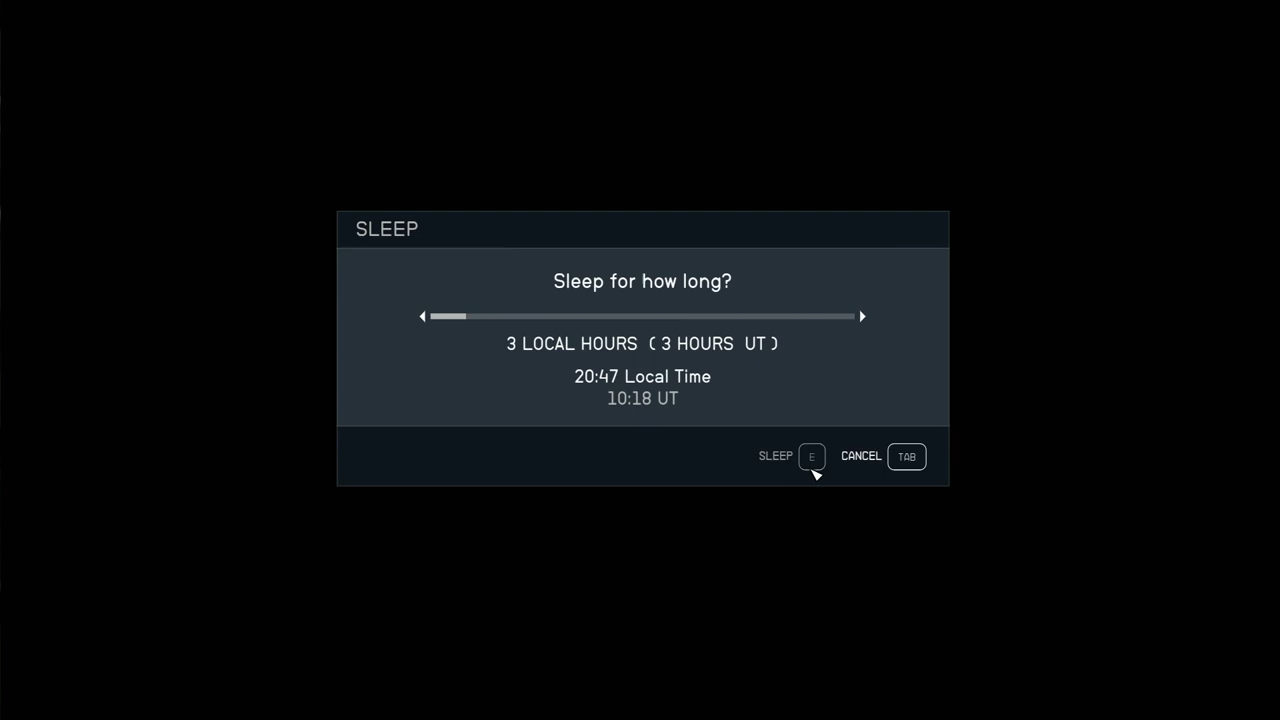 SLEEP
Sleep for how long?
3 LOCAL HOURS ( 3 HOURS UT )
20:47 Local Time
10:18 UT
SLEEP E CANCEL TAB